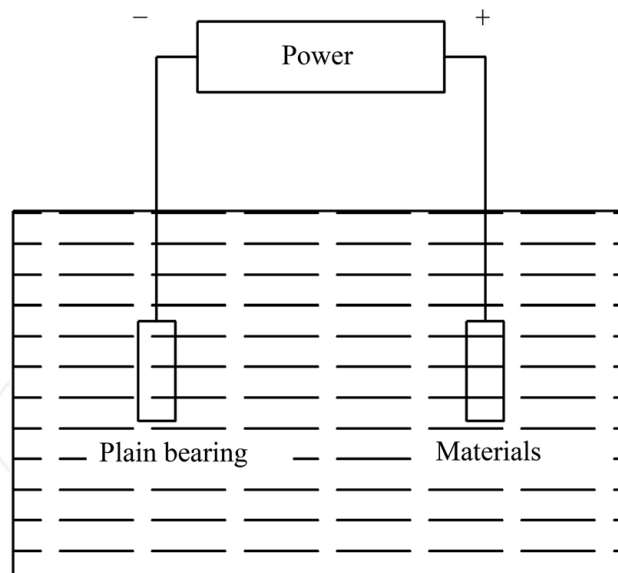 − +
Power
Plain bearing Materials